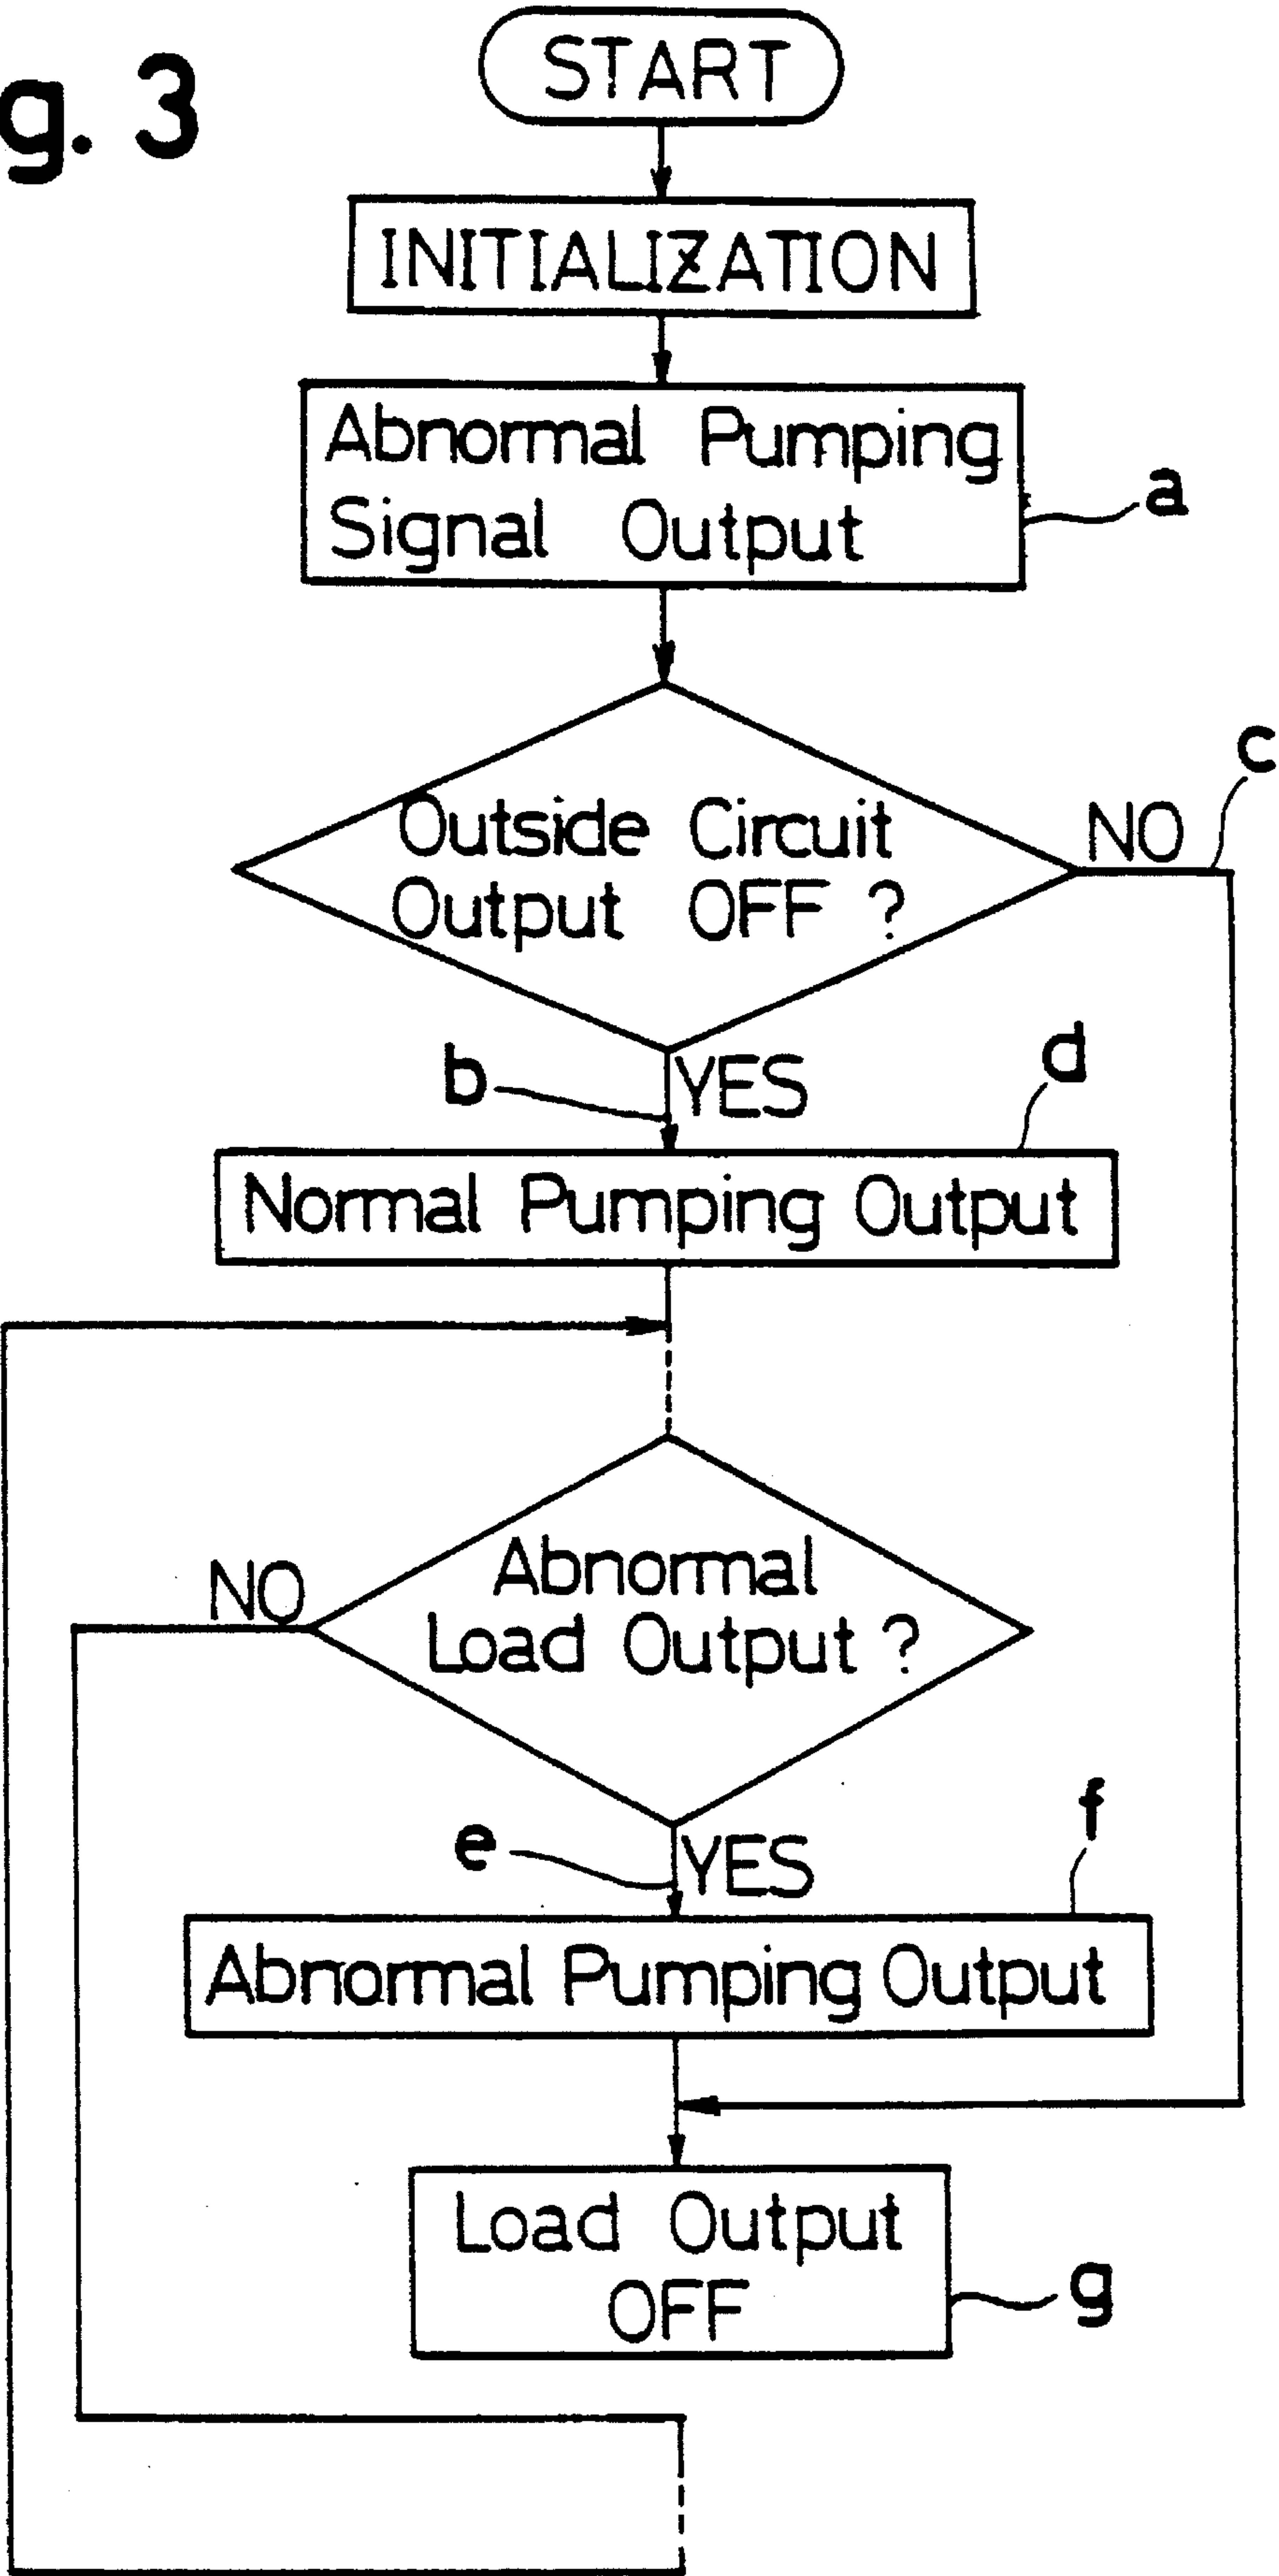 g. 3
START
INITIALIZATION
Abnormal Pumping
Signal Output
a
Outside Circuit
Output OFF ?
NO
c
b
YES
d
Normal Pumping Output
Abnormal
Load Output ?
NO
e
YES
f
Abnormal Pumping Output
Load Output
OFF
g